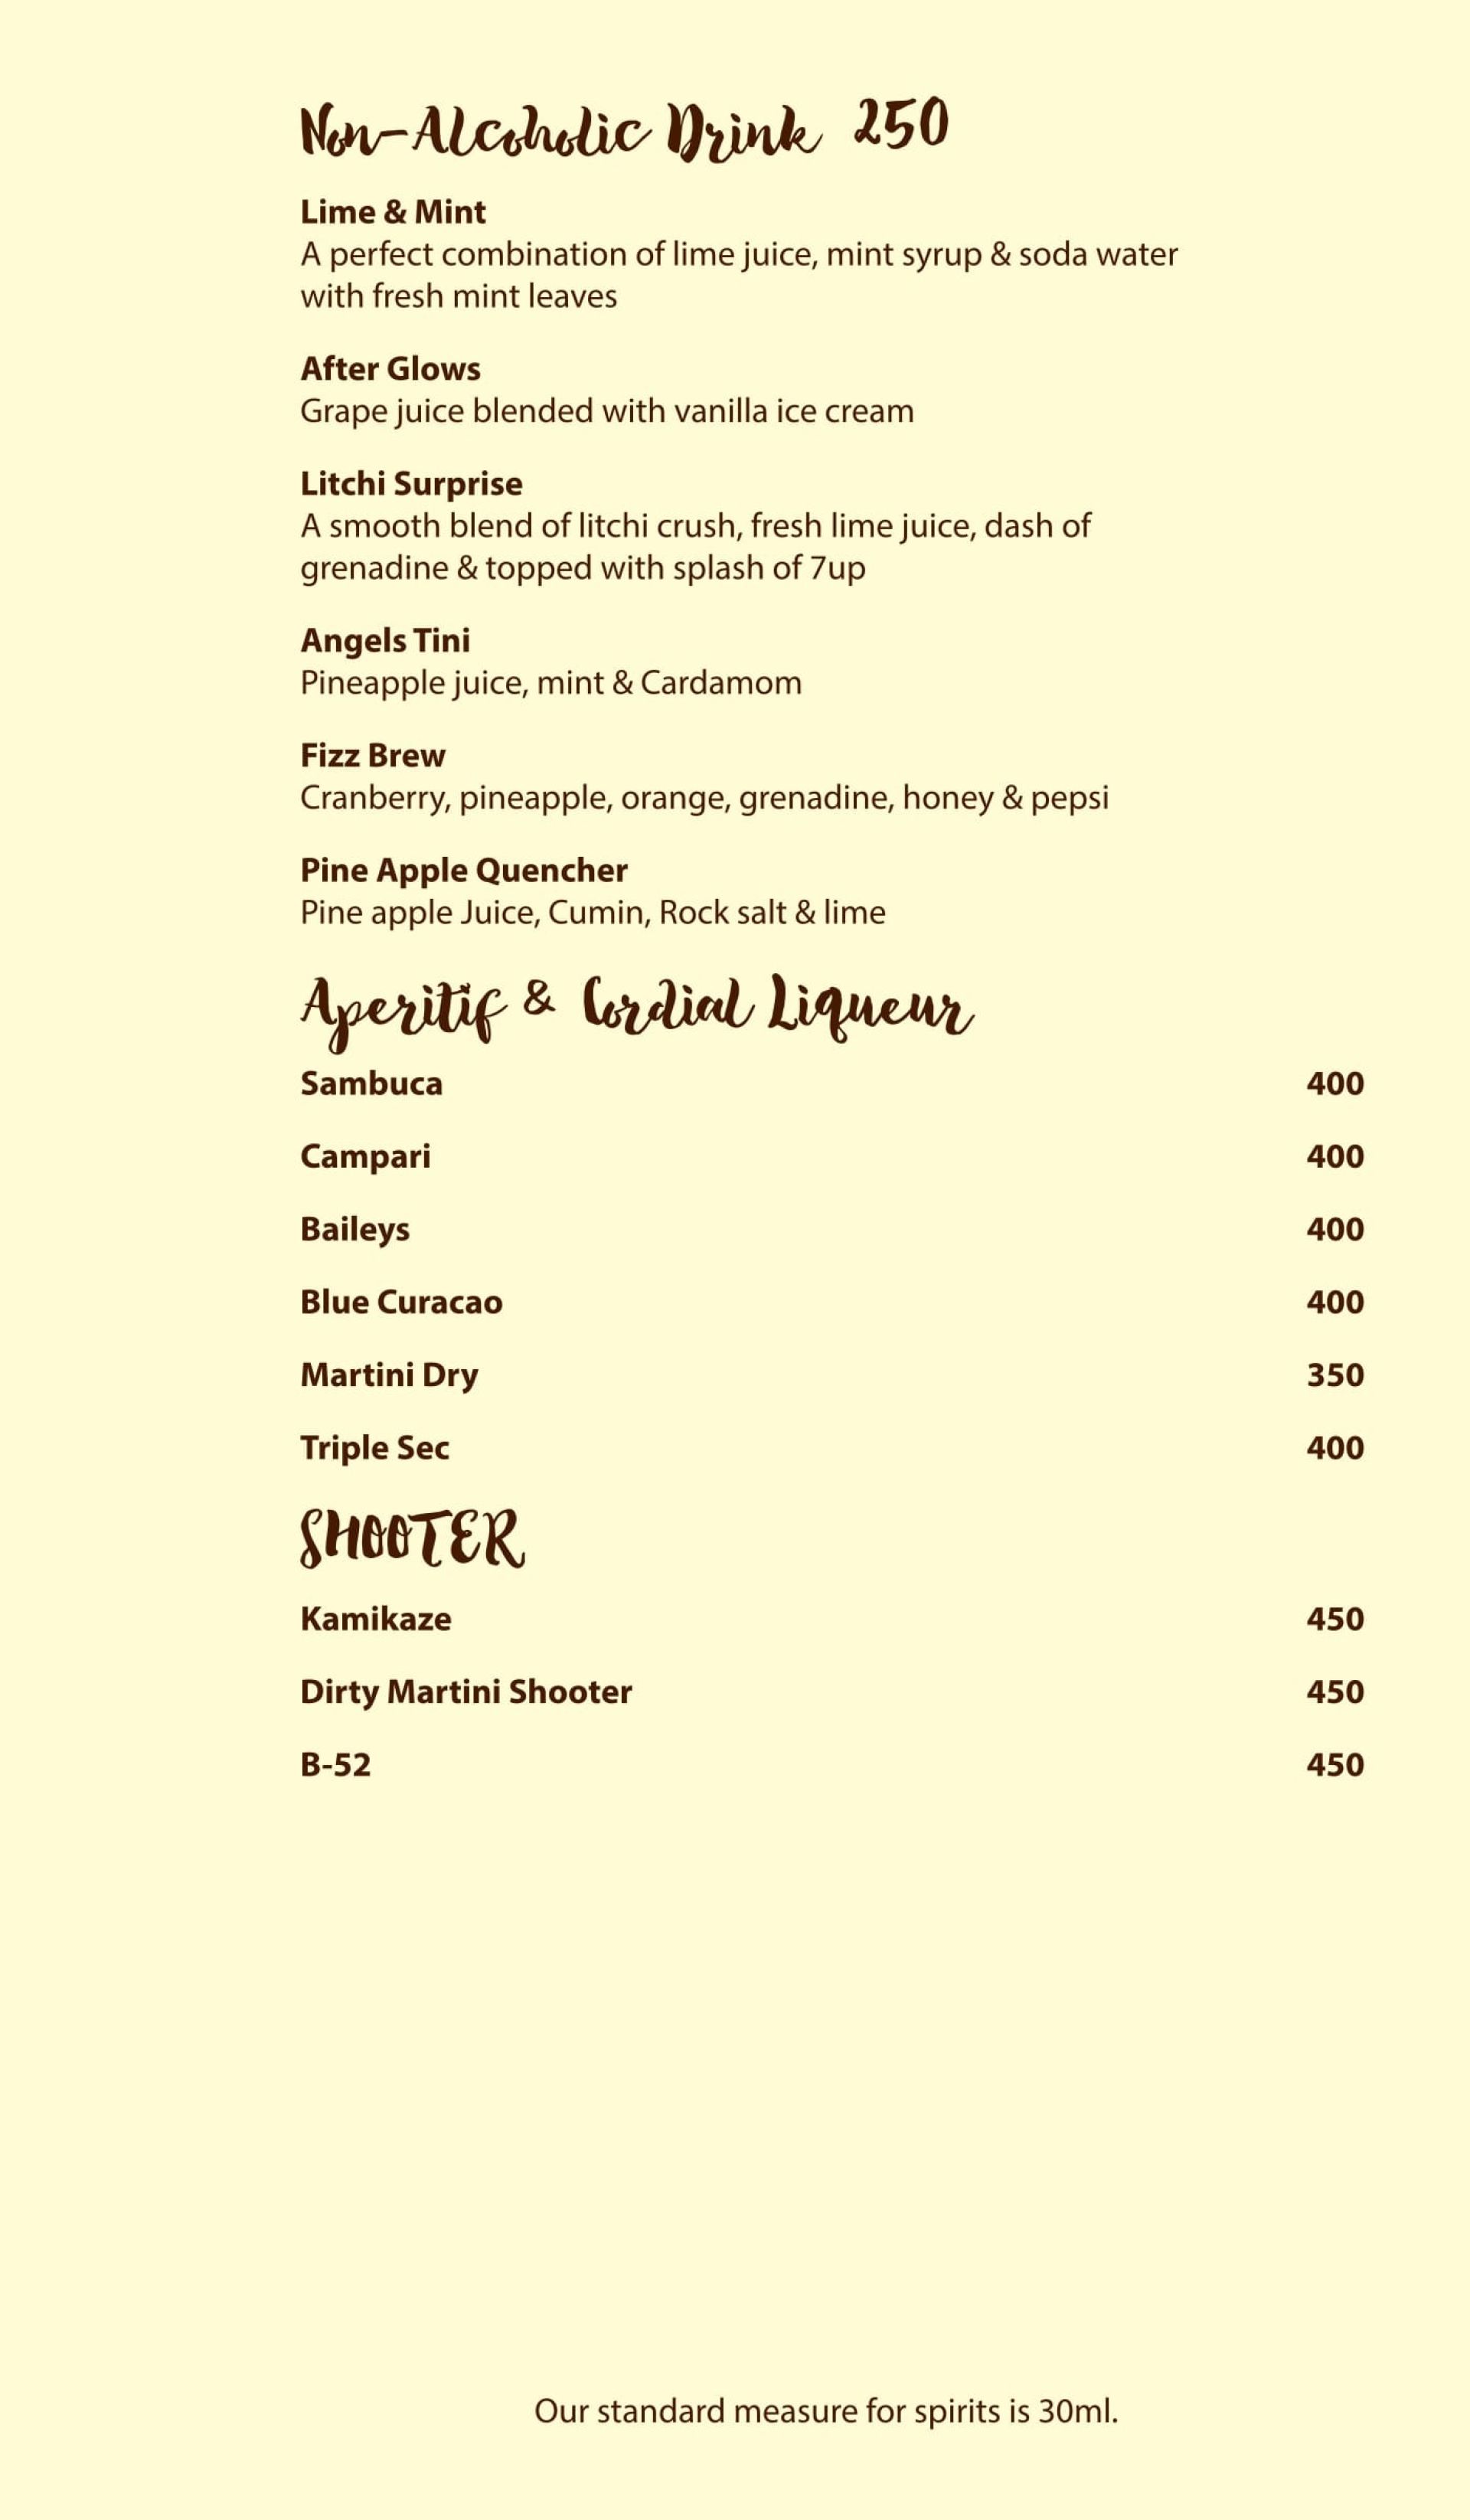 Non-Alcoholic Drink 250
Lime & Mint
A perfect combination of lime juice, mint syrup & soda water
with fresh mint leaves
After Glows
Grape juice blended with vanilla ice cream
Litchi Surprise
A smooth blend of litchi crush, fresh lime juice, dash of
grenadine & topped with splash of 7up
Angels Tini
Pineapple juice, mint & Cardamom
Fizz Brew
Cranberry, pineapple, orange, grenadine, honey & pepsi
Pine Apple Quencher
Pine apple Juice, Cumin, Rock salt & lime
Aperitif & Cordial Liqueur
Sambuca 400
Campari 400
Baileys 400
Blue Curacao 400
Martini Dry 350
Triple Sec 400
SHOOTER
Kamikaze 450
Dirty Martini Shooter 450
B-52 450
Our standard measure for spirits is 30ml.